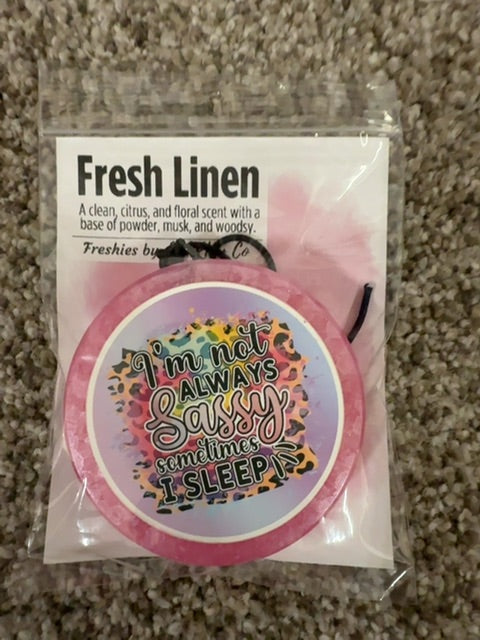 Fresh Linen
A clean, citrus, and floral scent with a
base of powder, musk, and woodsy.
Freshies by Co
I'm not
ALWAYS
Sassy
sometimes
I SLEEP